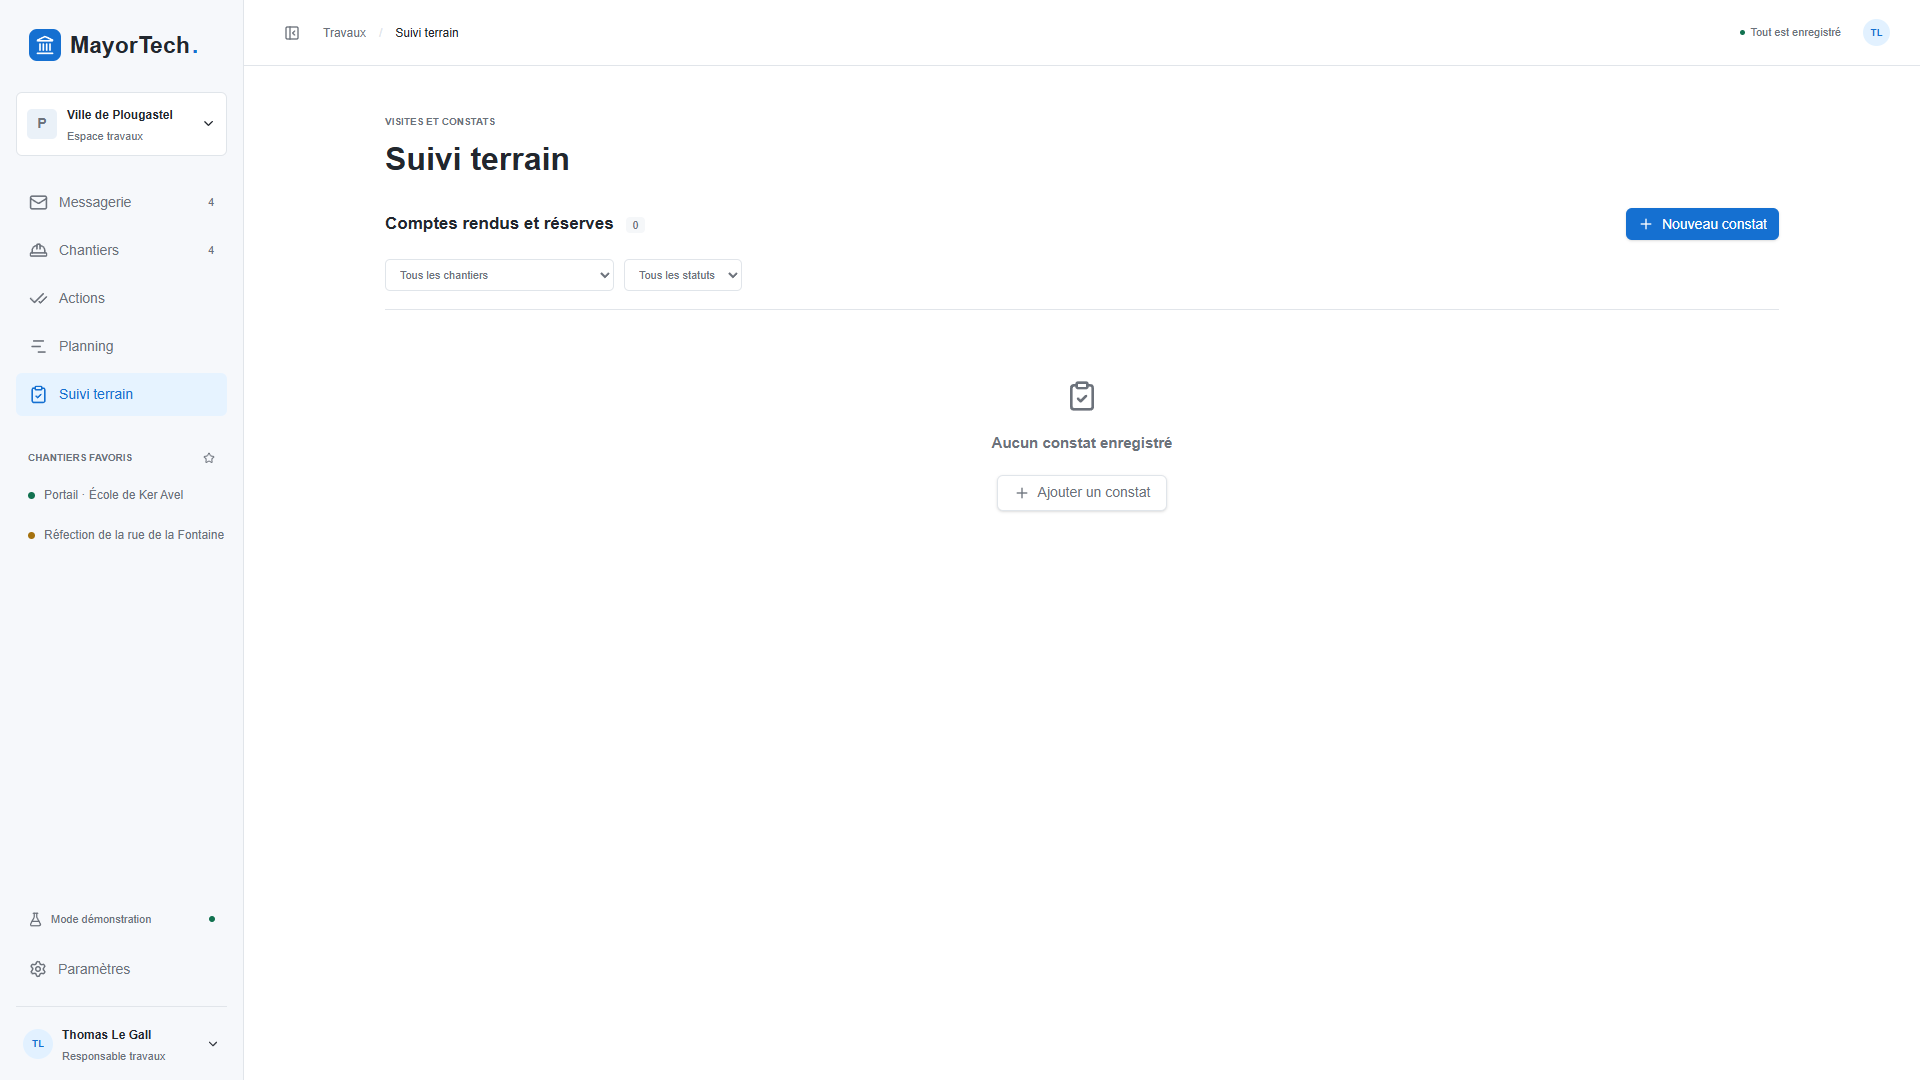 MayorTech.
P
Ville de Plougastel
Espace travaux
Messagerie 4
Chantiers 4
Actions
Planning
Suivi terrain
CHANTIERS FAVORIS
Portail · École de Ker Avel
Réfection de la rue de la Fontaine
Mode démonstration
Paramètres
TL
Thomas Le Gall
Responsable travaux
Travaux / Suivi terrain
Tout est enregistré
TL
VISITES ET CONSTATS
Suivi terrain
Comptes rendus et réserves 0
Nouveau constat
Tous les chantiers
Tous les statuts
Aucun constat enregistré
Ajouter un constat